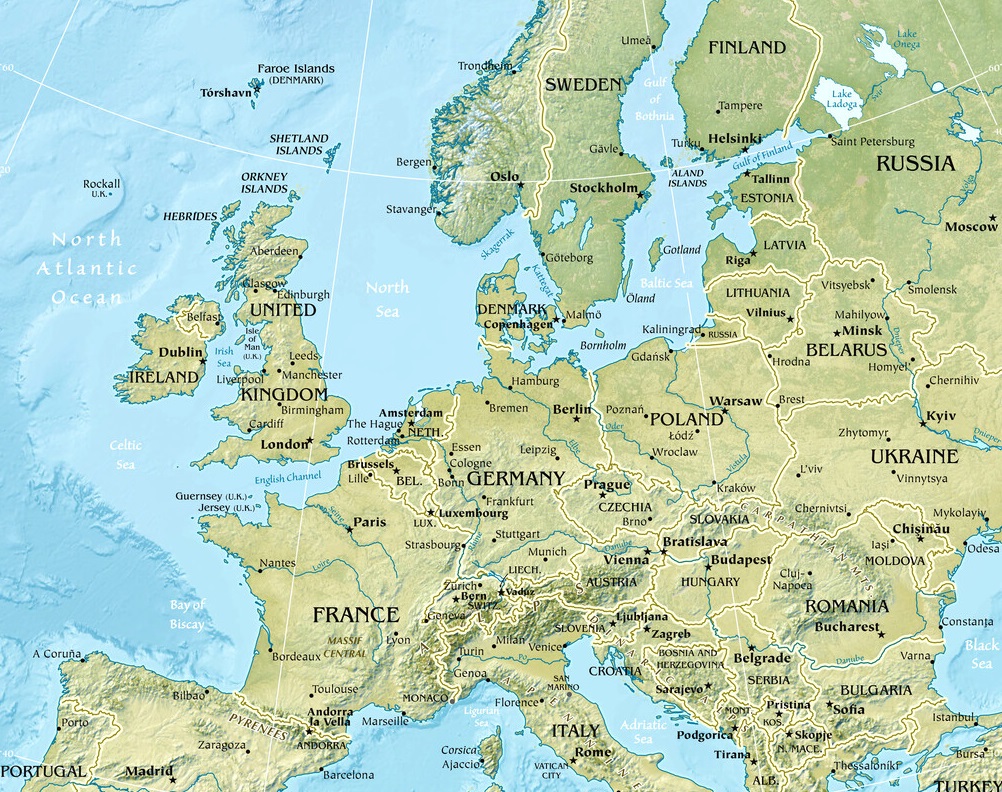 Umeå
FINLAND
Lake
Onega
60
Faroe Islands
(DENMARK)
Trondheim
SWEDEN
Gulf
of
Bothnia
Lake
Ladoga
60
Tórshavn
Tampere
SHETLAND
ISLANDS
Turku
Helsinki
Saint Petersburg
Gulf of Finland
Bergen
Gävle
RUSSIA
20
Rockall
U.K.
ORKNEY
ISLANDS
Oslo
Stockholm
ALAND
ISLANDS
Tallinn
ESTONIA
Volga
HEBRIDES
Stavanger
Moscow
North
Atlantic
Ocean
Aberdeen
Skagerrak
Göteborg
Gotland
LATVIA
Riga
Kattegat
North
Sea
Glasgow
Edinburgh
UNITED
KINGDOM
Baltic Sea
Öland
LITHUANIA
Vilnius
Vitsyebsk
Smolensk
DENMARK
Copenhagen
Malmö
Belfast
Isle
of
Man
(U.K.)
Kaliningrad
RUSSIA
Mahilyow
Minsk
BELARUS
Dnieper
Dublin
IRELAND
Irish
Sea
Leeds
Manchester
Liverpool
Bornholm
Gdańsk
Hrodna
Homyel'
Chernihiv
Hamburg
Birmingham
Amsterdam
The Hague
Rotterdam
NETH.
Bremen
Berlin
Poznań
POLAND
Warsaw
Brest
Kyiv
Cardiff
London
Łódź
Oder
Dnieper
Zhytomyr
Celtic
Sea
English Channel
Brussels
Lille
BEL.
Essen
Cologne
Bonn
Leipzig
Elbe
Wroclaw
Vistula
UKRAINE
L'viv
Vinnytsya
GERMANY
Prague
Kraków
Guernsey (U.K.)
Jersey (U.K.)
Frankfurt
CZECHIA
Brno
LUX.
Luxembourg
Seine
Paris
SLOVAKIA
CARPATHIAN MTS.
Chernivtsi
Mykolayiv
Chișinău
Strasbourg
Rhine
Stuttgart
Danube
Munich
Vienna
Bratislava
Budapest
Iași
MOLDOVA
Odesa
Nantes
Loire
LIECH.
AUSTRIA
HUNGARY
Cluj-
Napoca
Zürich
Bern
SWITZ.
Vaduz
ALPS
Bay of
Biscay
FRANCE
Geneva
ROMANIA
Bucharest
Ljubljana
SLOVENIA
Zagreb
Constanța
MASSIF
CENTRAL
Lyon
Milan
Turin
Po
Venice
A Coruña
Bordeaux
BOSNIA AND
HERZEGOVINA
CROATIA
Belgrade
Danube
Varna
Black
Sea
Genoa
SAN
MARINO
Sarajevo
SERBIA
BULGARIA
Bilbao
Toulouse
MONACO
Florence
DINARIC ALPS
MONT.
Pristina
KOS.
Sofia
Andorra
la Vella
ANDORRA
Marseille
Ligurian
Sea
APENNINES
Adriatic
Sea
Podgorica
Porto
PYRENEES
Istanbul
Zaragoza
40
Corsica
Ajaccio
ITALY
Rome
VATICAN
CITY
Skopje
N. MACE.
Tirana
ALB.
Bursa
PORTUGAL
Madrid
Barcelona
Thessaloníki
TURKEY